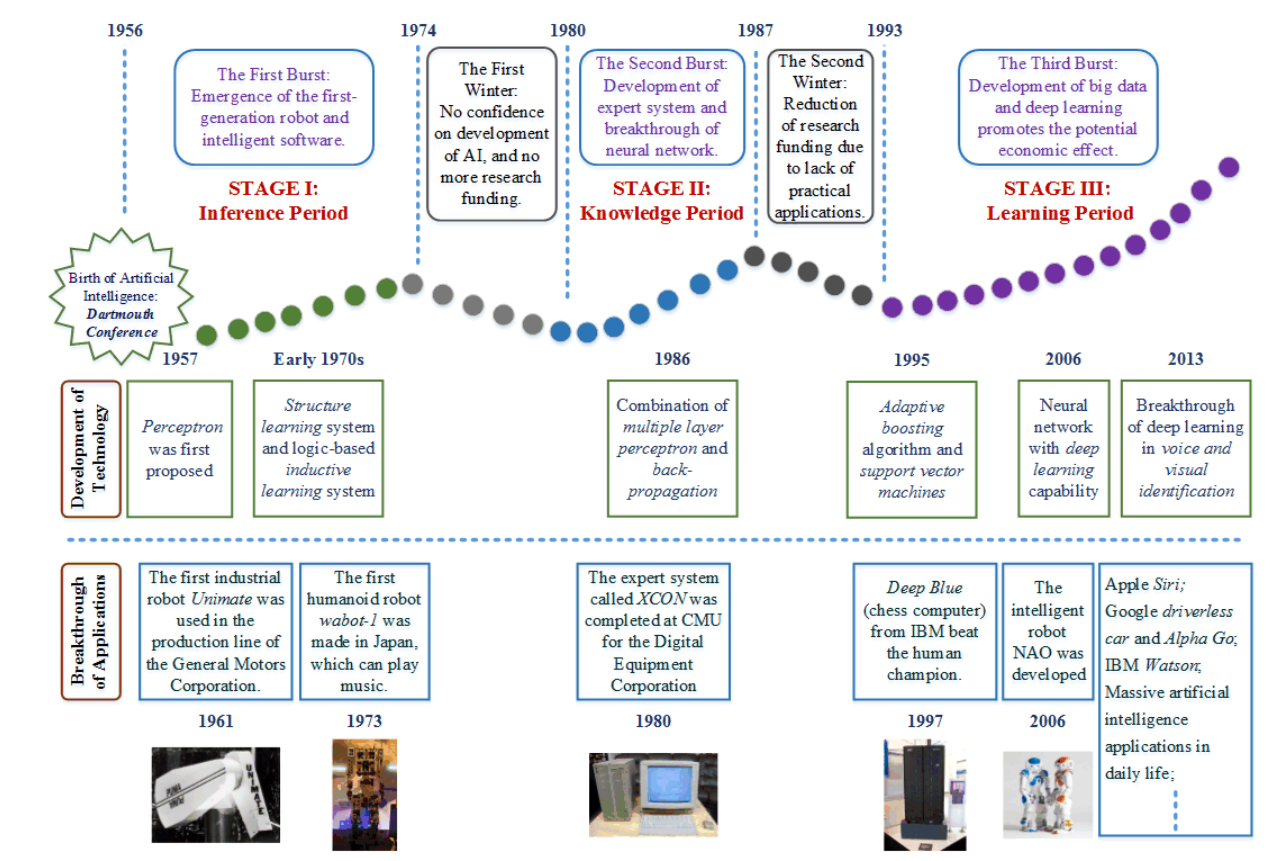 1956
1974
1980
1987
1993
The First Burst:
Emergence of the first-
generation robot and
intelligent software.
The First
Winter:
No confidence
on development
of AI, and no
more research
funding.
The Second Burst:
Development of
expert system and
breakthrough of
neural network.
The Second
Winter:
Reduction
of research
funding due
to lack of
practical
applications.
The Third Burst:
Development of big data
and deep learning
promotes the potential
economic effect.
STAGE I:
Inference Period
STAGE II:
Knowledge Period
STAGE III:
Learning Period
Birth of Artificial
Intelligence:
Dartmouth
Conference
1957
Early 1970s
1986
1995
2006
2013
Development of
Technology
Perceptron
was first
proposed
Structure
learning system
and logic-based
inductive
learning system
Combination of
multiple layer
perceptron and
back-
propagation
Adaptive
boosting
algorithm and
support vector
machines
Neural
network
with deep
learning
capability
Breakthrough
of deep learning
in voice and
visual
identification
Breakthrough
of Applications
The first industrial
robot Unimate was
used in the
production line of
the General Motors
Corporation.
The first
humanoid robot
wabot-1 was
made in Japan,
which can play
music.
The expert system
called XCON was
completed at CMU
for the Digital
Equipment
Corporation
Deep Blue
(chess computer)
from IBM beat
the human
champion.
The
intelligent
robot
NAO was
developed
Apple Siri;
Google driverless
car and Alpha Go;
IBM Watson;
Massive artificial
intelligence
applications in
daily life;
1961
1973
1980
1997
2006
UNIMATE
PUMA